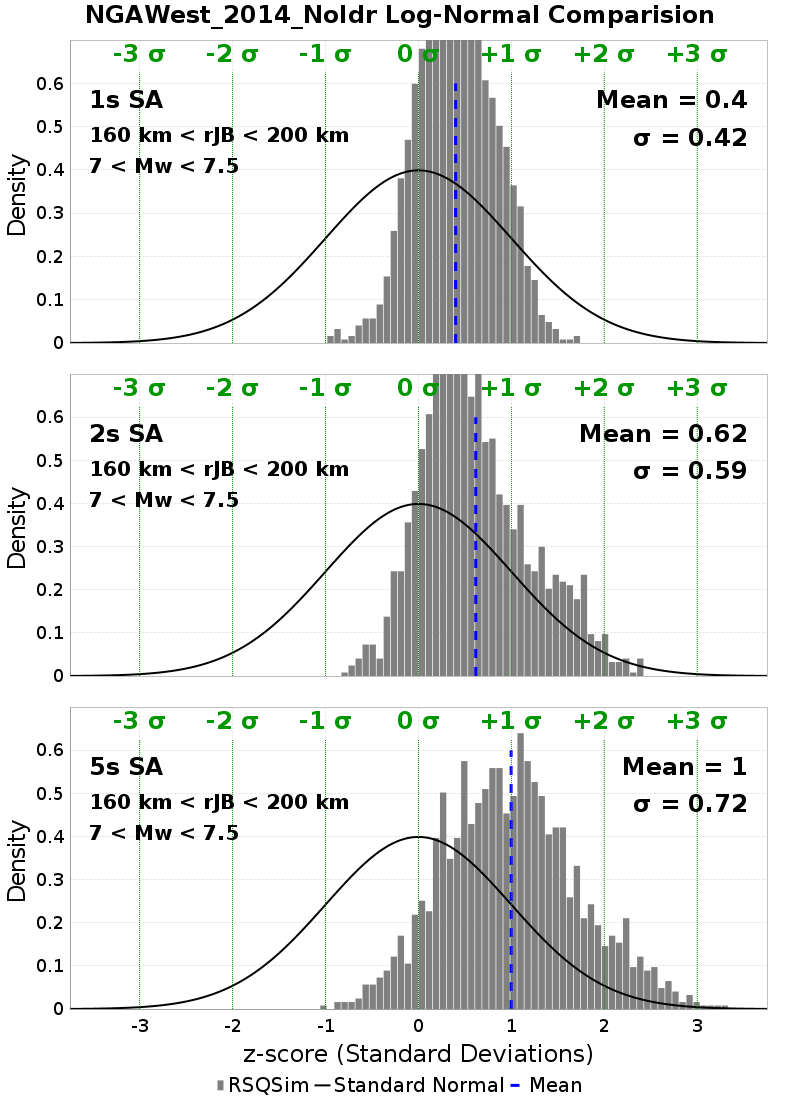 NGAWest_2014_NoIdr Log-Normal Comparision
-3 σ -2 σ -1 σ 0 σ +1 σ +2 σ +3 σ
0.6
0.5
0.4
0.3
0.2
0.1
0
Density
1s SA
160 km < rJB < 200 km
7 < Mw < 7.5
Mean = 0.4
σ = 0.42
-3 σ -2 σ -1 σ 0 σ +1 σ +2 σ +3 σ
0.6
0.5
0.4
0.3
0.2
0.1
0
Density
2s SA
160 km < rJB < 200 km
7 < Mw < 7.5
Mean = 0.62
σ = 0.59
-3 σ -2 σ -1 σ 0 σ +1 σ +2 σ +3 σ
0.6
0.5
0.4
0.3
0.2
0.1
0
Density
5s SA
160 km < rJB < 200 km
7 < Mw < 7.5
Mean = 1
σ = 0.72
-3 -2 -1 0 1 2 3
z-score (Standard Deviations)
RSQSim Standard Normal Mean